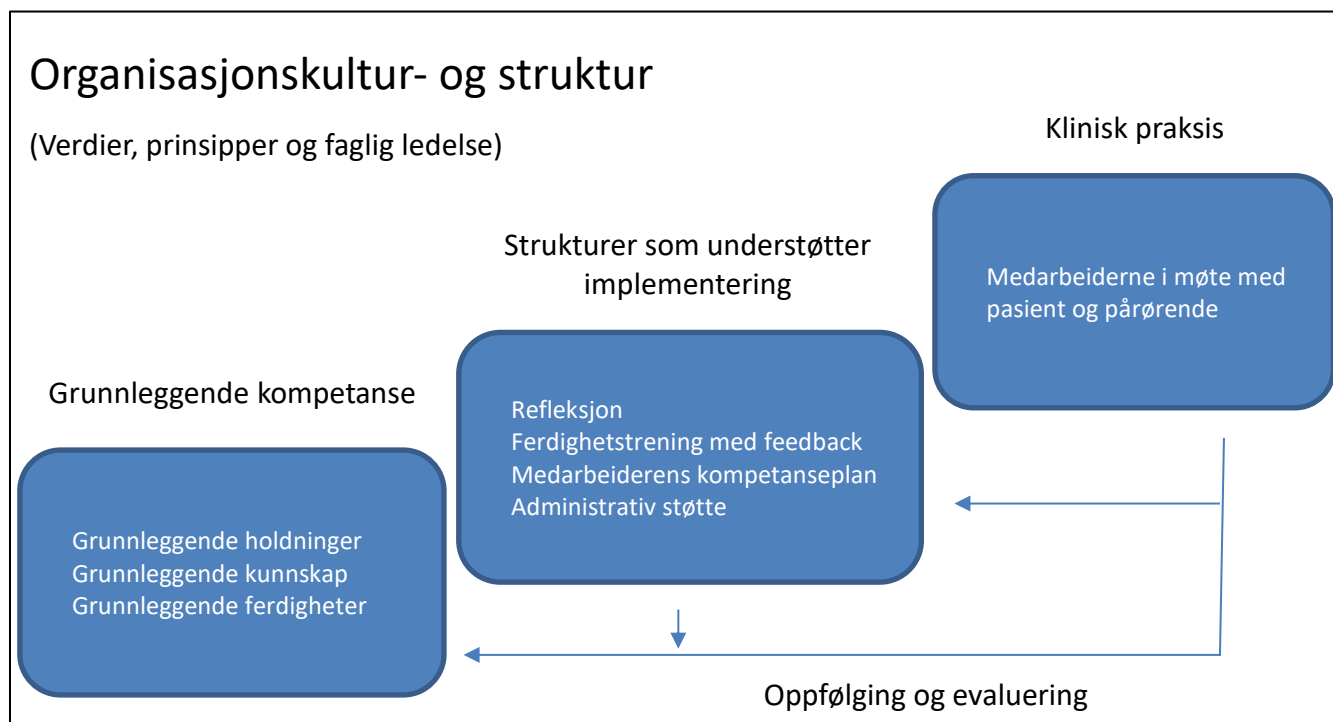 Organisasjonskultur- og struktur
(Verdier, prinsipper og faglig ledelse)
Klinisk praksis
Medarbeiderne i møte med
pasient og pårørende
Strukturer som understøtter
implementering
Refleksjon
Ferdighetstrening med feedback
Medarbeiderens kompetanseplan
Administrativ støtte
Grunnleggende kompetanse
Grunnleggende holdninger
Grunnleggende kunnskap
Grunnleggende ferdigheter
Oppfølging og evaluering